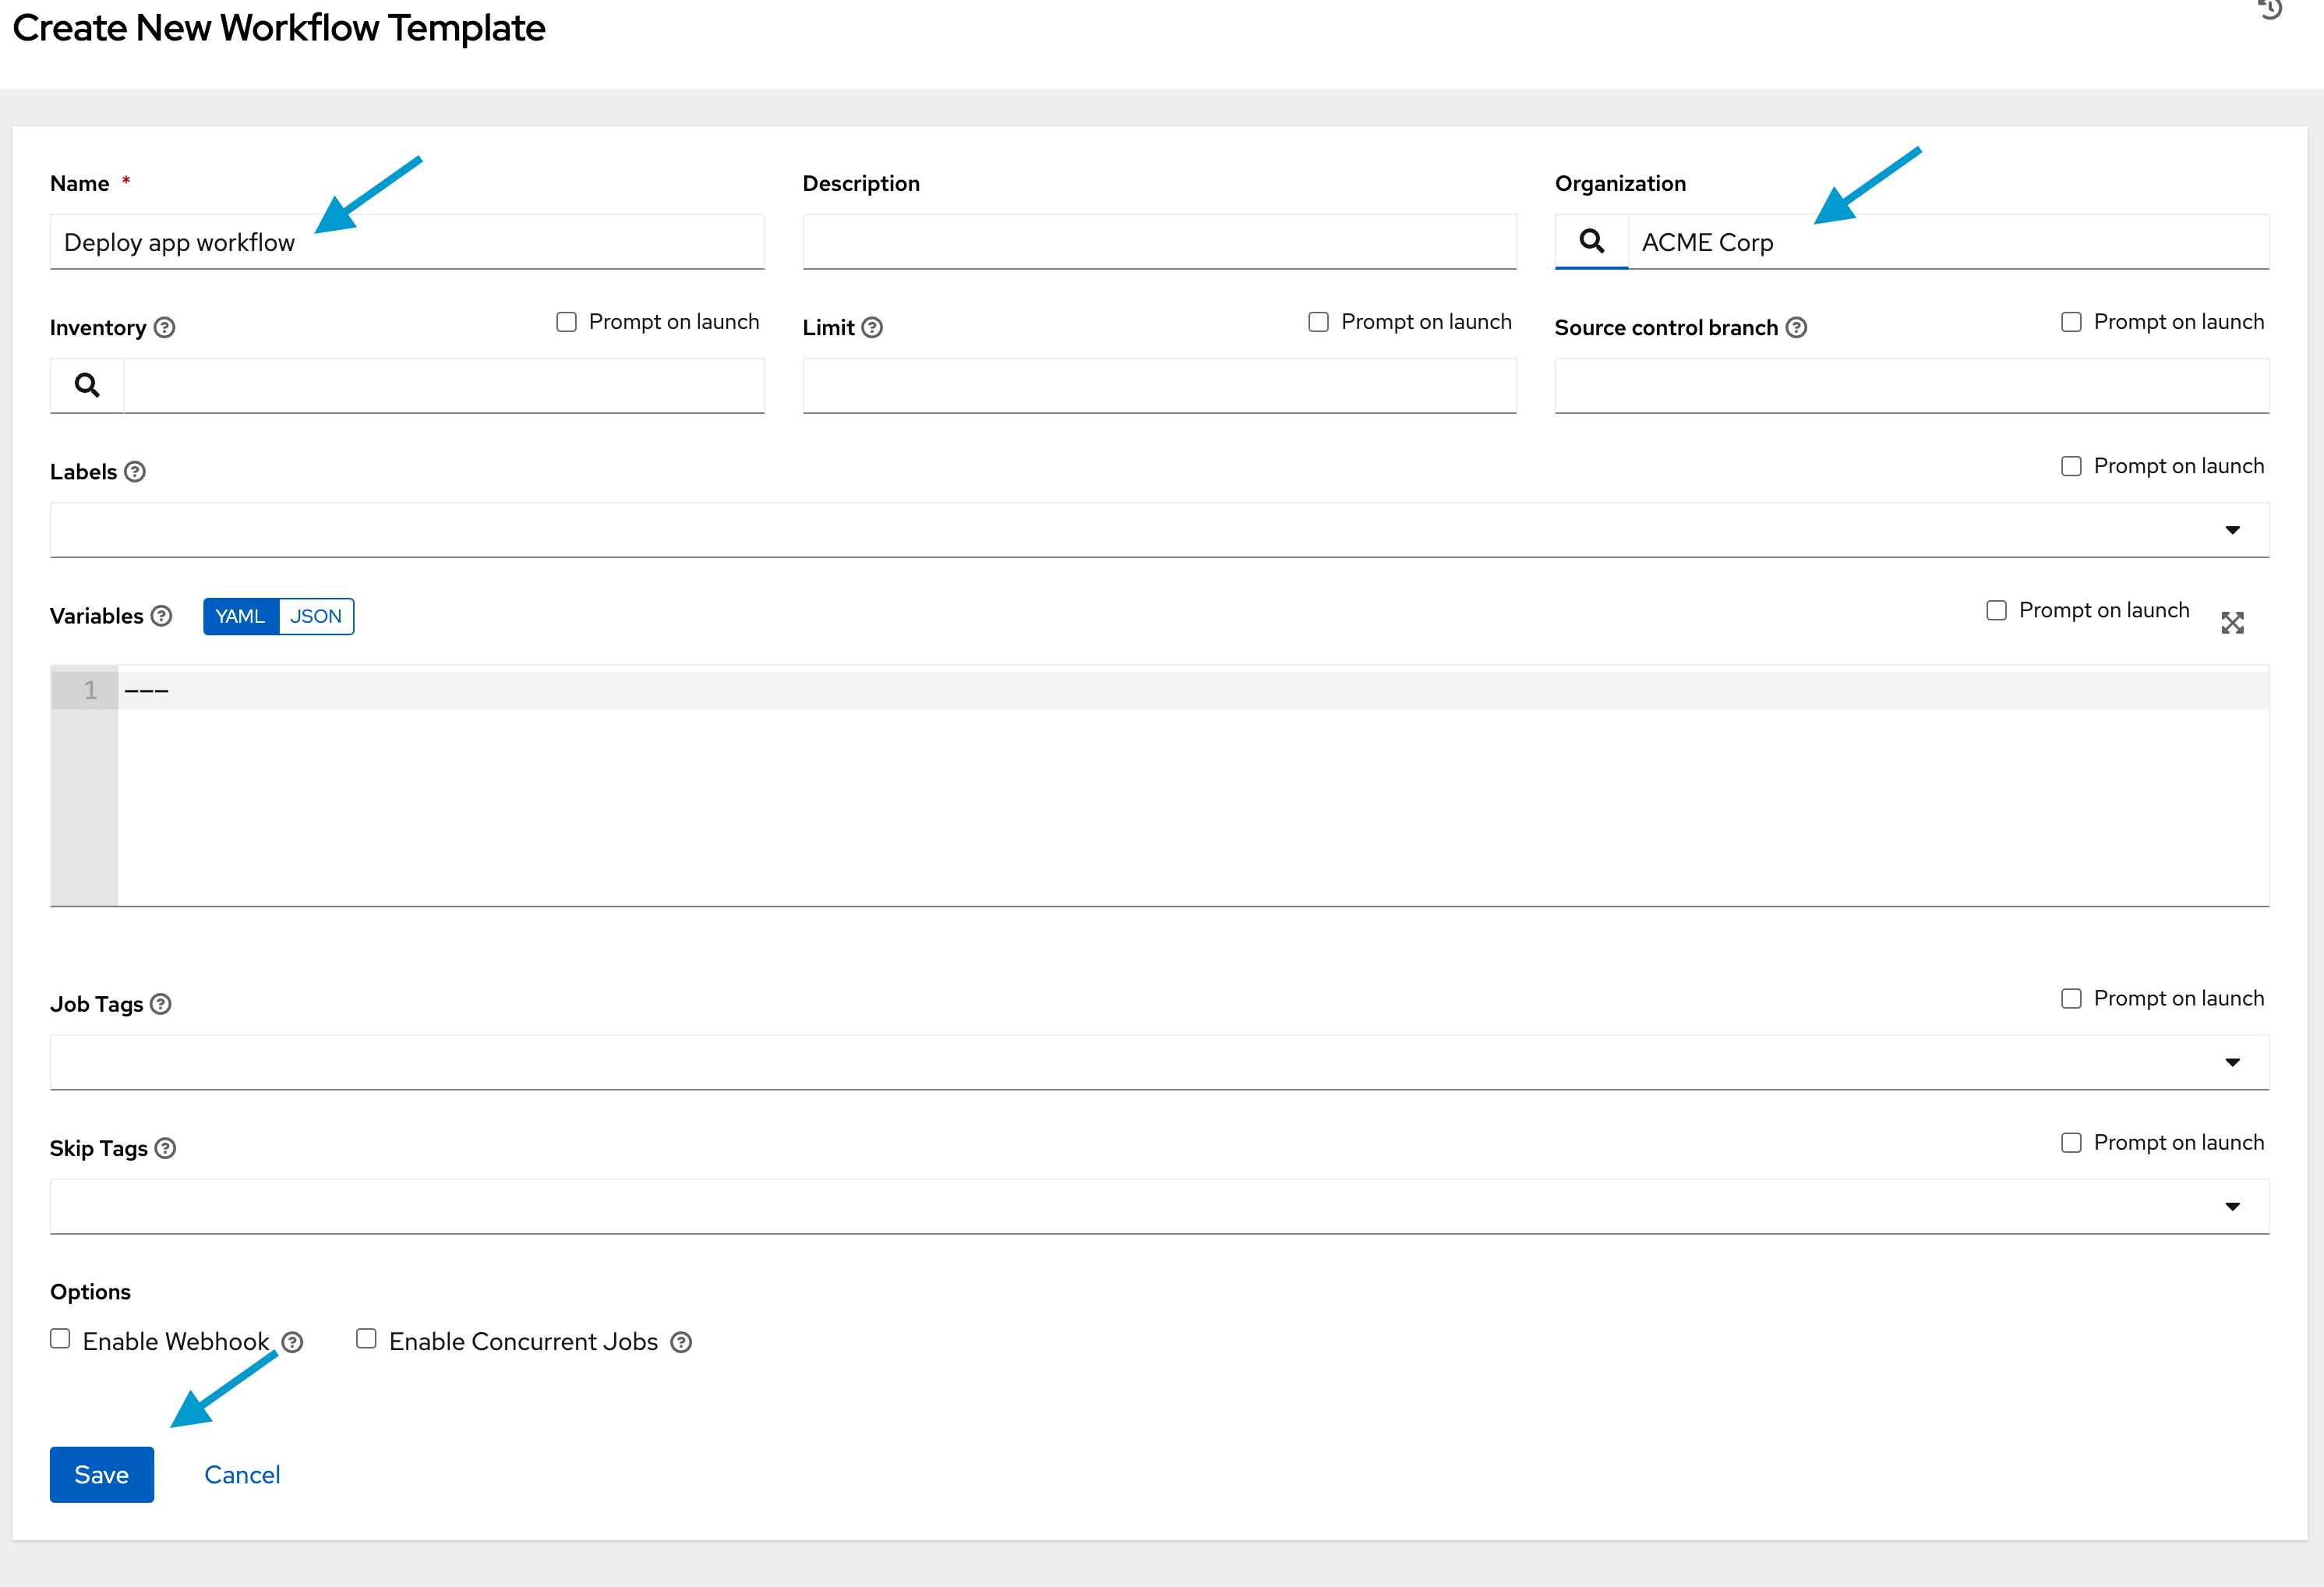 Create New Workflow Template
Name *
Description
Organization
Deploy app workflow
ACME Corp
Inventory
Prompt on launch
Limit
Prompt on launch
Source control branch
Prompt on launch
Labels
Prompt on launch
Variables
YAML
JSON
Prompt on launch
1 ---
Job Tags
Prompt on launch
Skip Tags
Prompt on launch
Options
Enable Webhook
Enable Concurrent Jobs
Save
Cancel